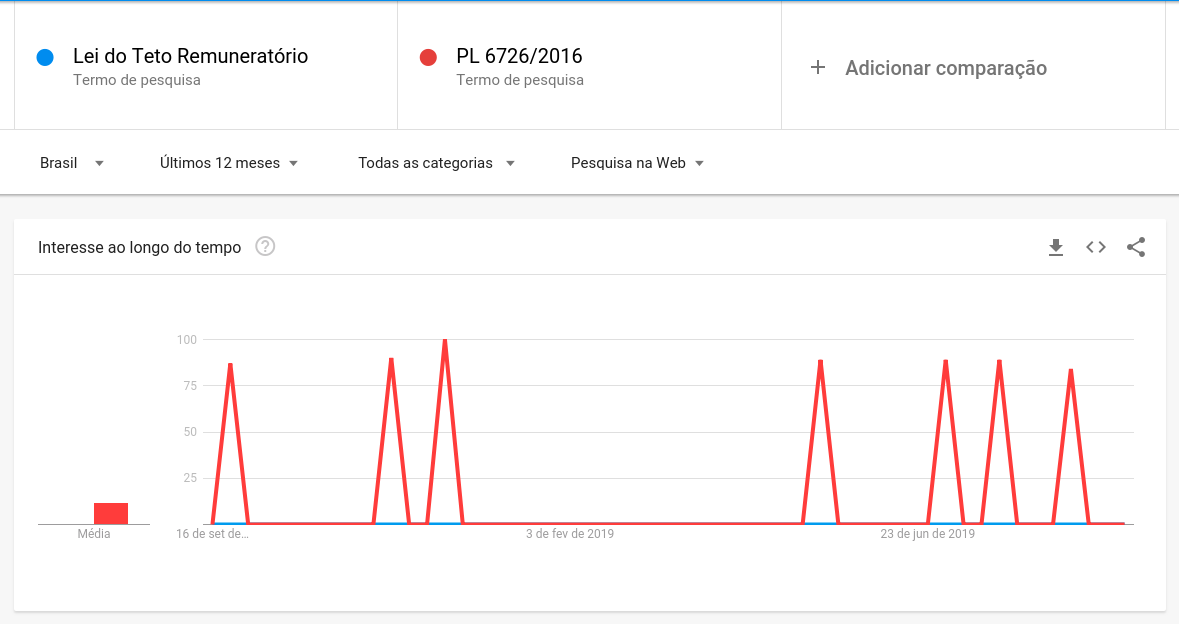 Lei do Teto Remuneratório
Termo de pesquisa
PL 6726/2016
Termo de pesquisa
+ Adicionar comparação
Brasil
Últimos 12 meses
Todas as categorias
Pesquisa na Web
Interesse ao longo do tempo ?
100
75
50
25
Média
16 de set de...
3 de fev de 2019
23 de jun de 2019